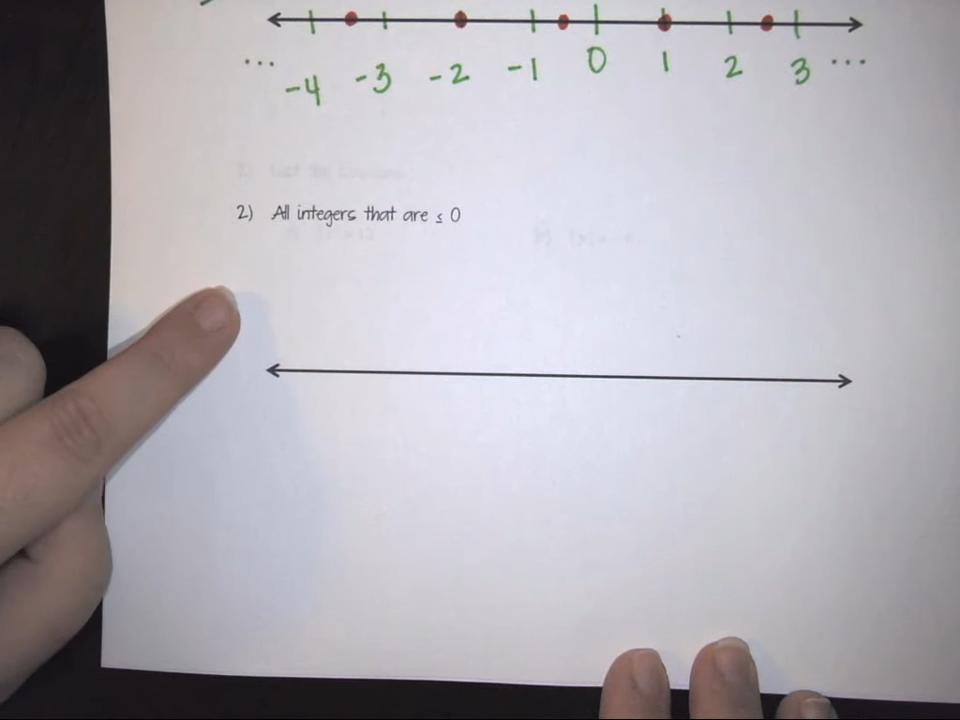 ... -4 -3 -2 -1 0 1 2 3 ...
2) All integers that are ≤ 0